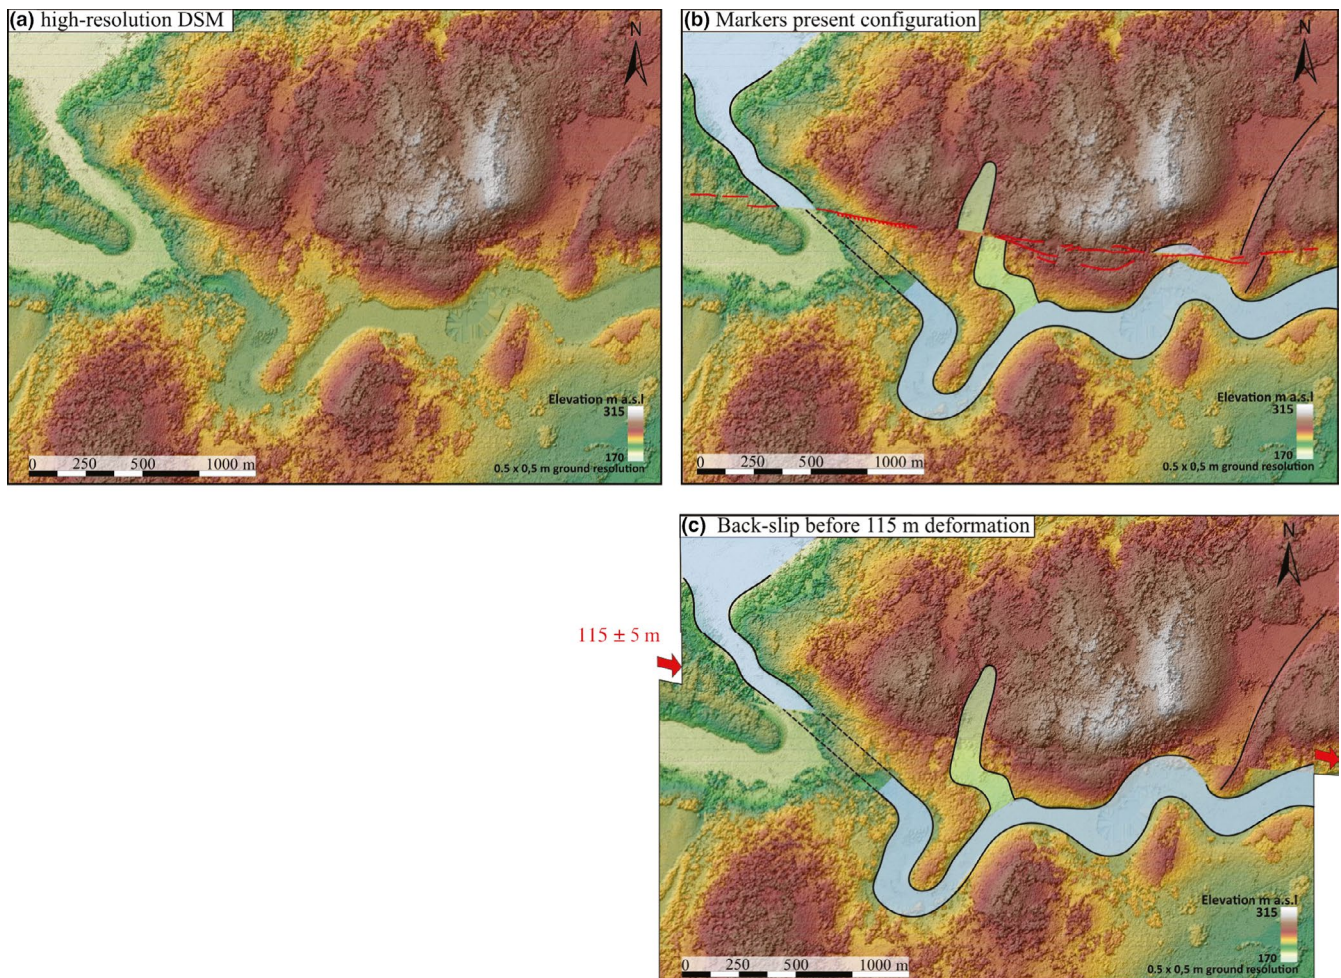 (a) high-resolution DSM
N
Elevation m a.s.l
315
170
0.5 x 0,5 m ground resolution
0 250 500 1000 m
(b) Markers present configuration
N
Elevation m a.s.l
315
170
0.5 x 0,5 m ground resolution
0 250 500 1000 m
(c) Back-slip before 115 m deformation
N
115 ± 5 m
Elevation m a.s.l
315
170
0.5 x 0,5 m ground resolution
0 250 500 1000 m